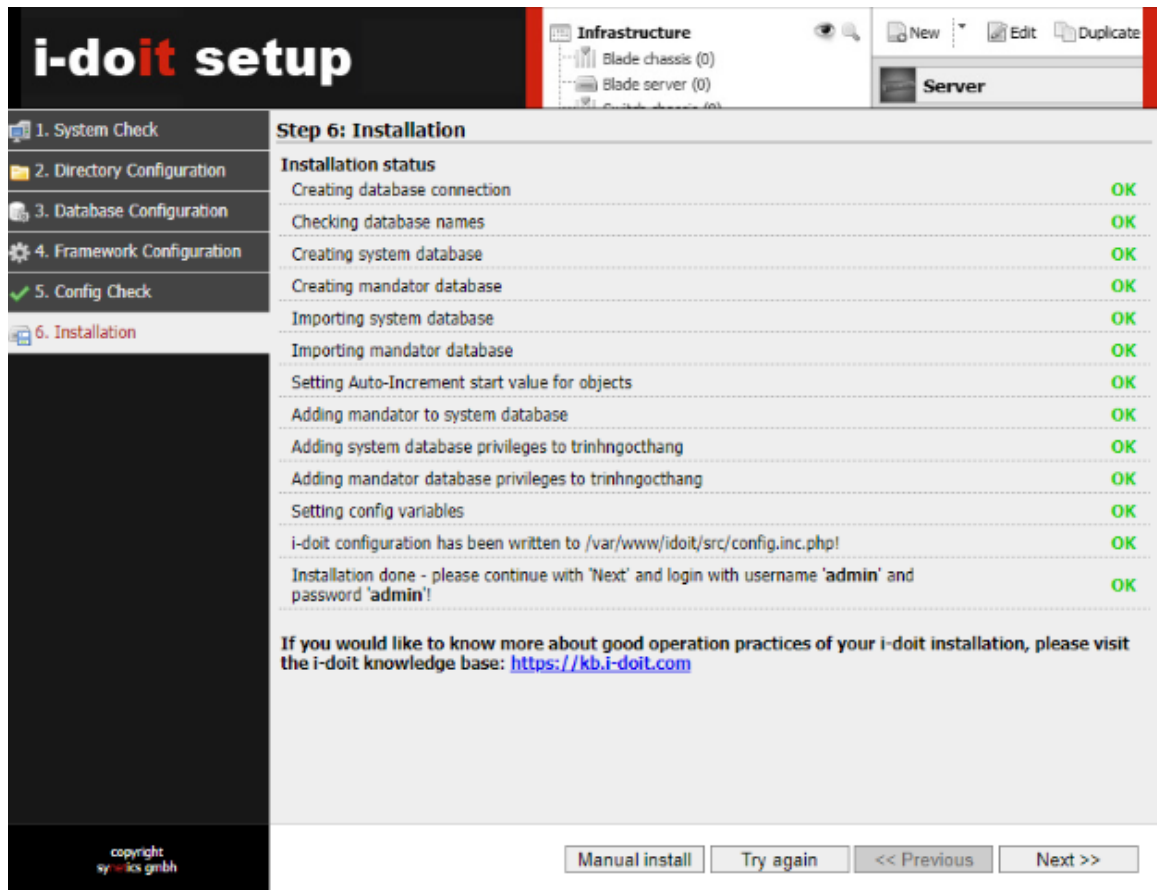 i-doit setup
Infrastructure
Blade chassis (0)
Blade server (0)
Switch chassis (0)
New
Edit
Duplicate
Server
1. System Check
2. Directory Configuration
3. Database Configuration
4. Framework Configuration
5. Config Check
6. Installation
Step 6: Installation
Installation status
Creating database connection OK
Checking database names OK
Creating system database OK
Creating mandator database OK
Importing system database OK
Importing mandator database OK
Setting Auto-Increment start value for objects OK
Adding mandator to system database OK
Adding system database privileges to trinhngocthang OK
Adding mandator database privileges to trinhngocthang OK
Setting config variables OK
i-doit configuration has been written to /var/www/idoit/src/config.inc.php! OK
Installation done - please continue with 'Next' and login with username 'admin' and
password 'admin'! OK
If you would like to know more about good operation practices of your i-doit installation, please visit
the i-doit knowledge base: https://kb.i-doit.com
copyright
gmbh
Manual install
Try again
<< Previous
Next >>